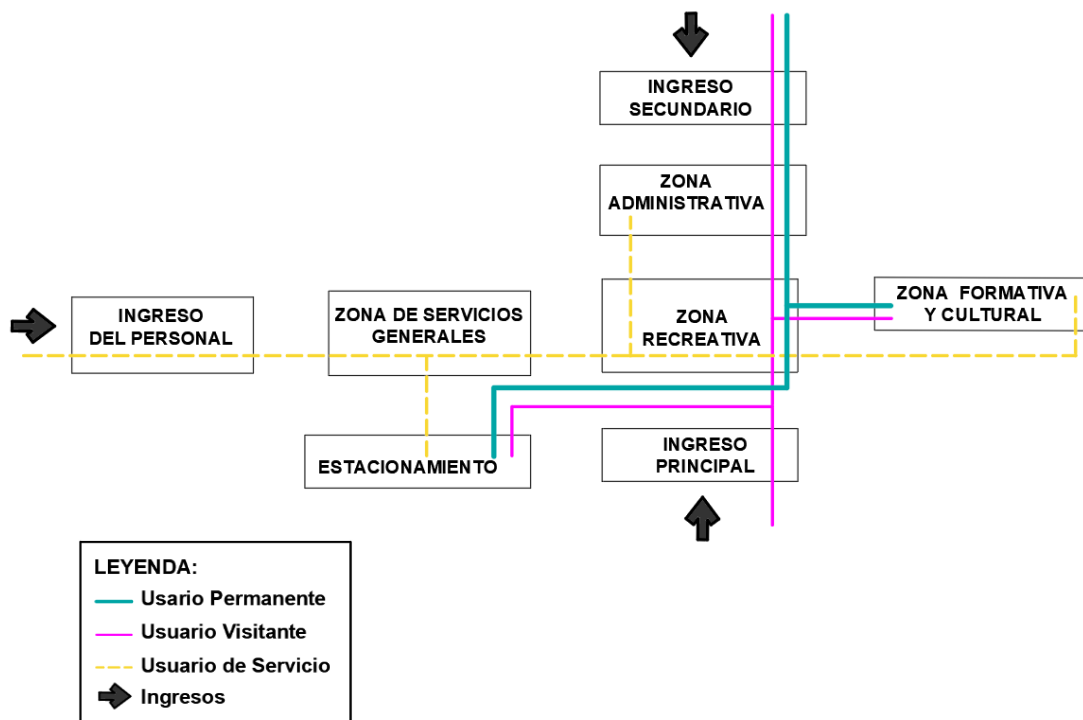 INGRESO
SECUNDARIO
ZONA
ADMINISTRATIVA
INGRESO
DEL PERSONAL
ZONA DE SERVICIOS
GENERALES
ZONA
RECREATIVA
ZONA FORMATIVA
Y CULTURAL
ESTACIONAMIENTO
INGRESO
PRINCIPAL
LEYENDA:
Usario Permanente
Usuario Visitante
Usuario de Servicio
Ingresos